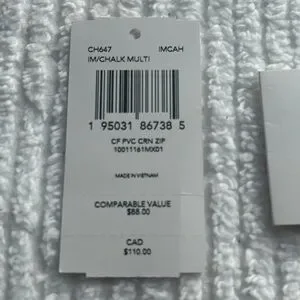 CH647 IMCAH
IM/CHALK MULTI
1 95031 86738 5
CF PVC CRN ZIP
10011161MX01
MADE IN VIETNAM
COMPARABLE VALUE
$88.00
CAD
$110.00